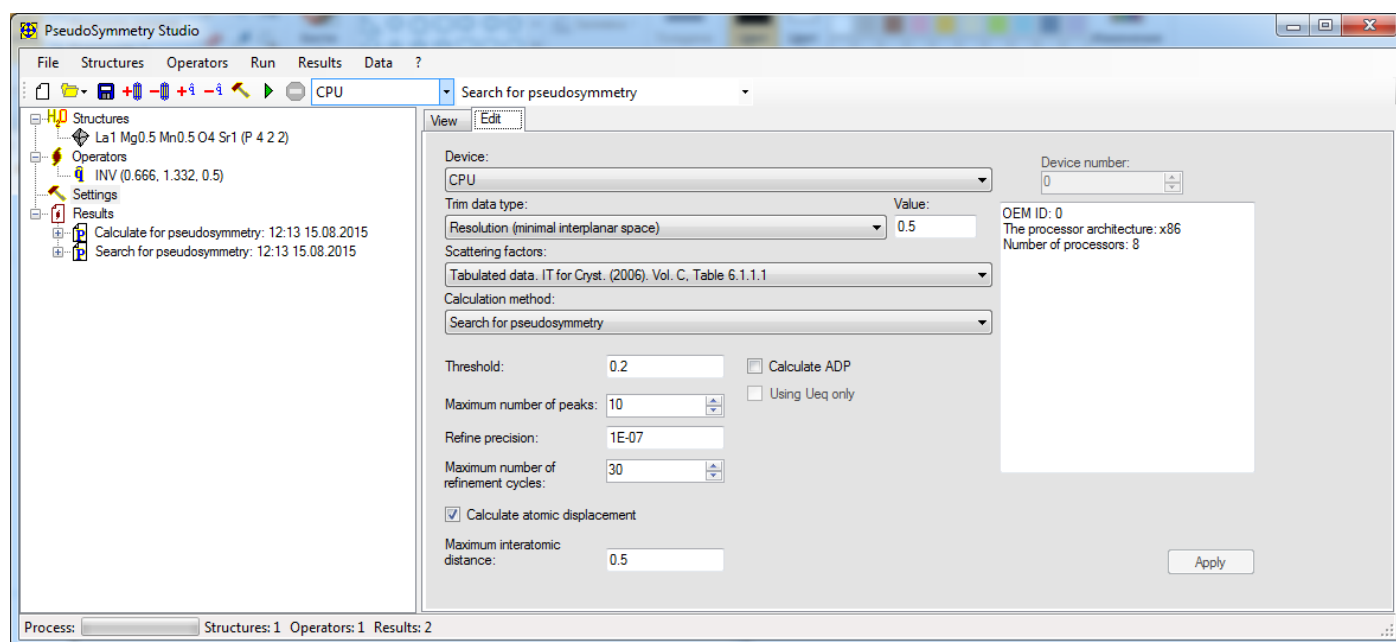 PseudoSymmetry Studio
File Structures Operators Run Results Data ?
CPU Search for pseudosymmetry
H2O Structures
La1 Mg0.5 Mn0.5 O4 Sr1 (P 4 2 2)
Operators
INV (0.666, 1.332, 0.5)
Settings
Results
Calculate for pseudosymmetry: 12:13 15.08.2015
Search for pseudosymmetry: 12:13 15.08.2015
View Edit
Device:
CPU
Device number:
0
Trim data type: Value:
Resolution (minimal interplanar space) 0.5
Scattering factors:
Tabulated data. IT for Cryst. (2006). Vol. C, Table 6.1.1.1
Calculation method:
Search for pseudosymmetry
OEM ID: 0
The processor architecture: x86
Number of processors: 8
Threshold: 0.2 Calculate ADP
Using Ueq only
Maximum number of peaks: 10
Refine precision: 1E-07
Maximum number of
refinement cycles: 30
Calculate atomic displacement
Maximum interatomic
distance: 0.5
Apply
Process: Structures: 1 Operators: 1 Results: 2